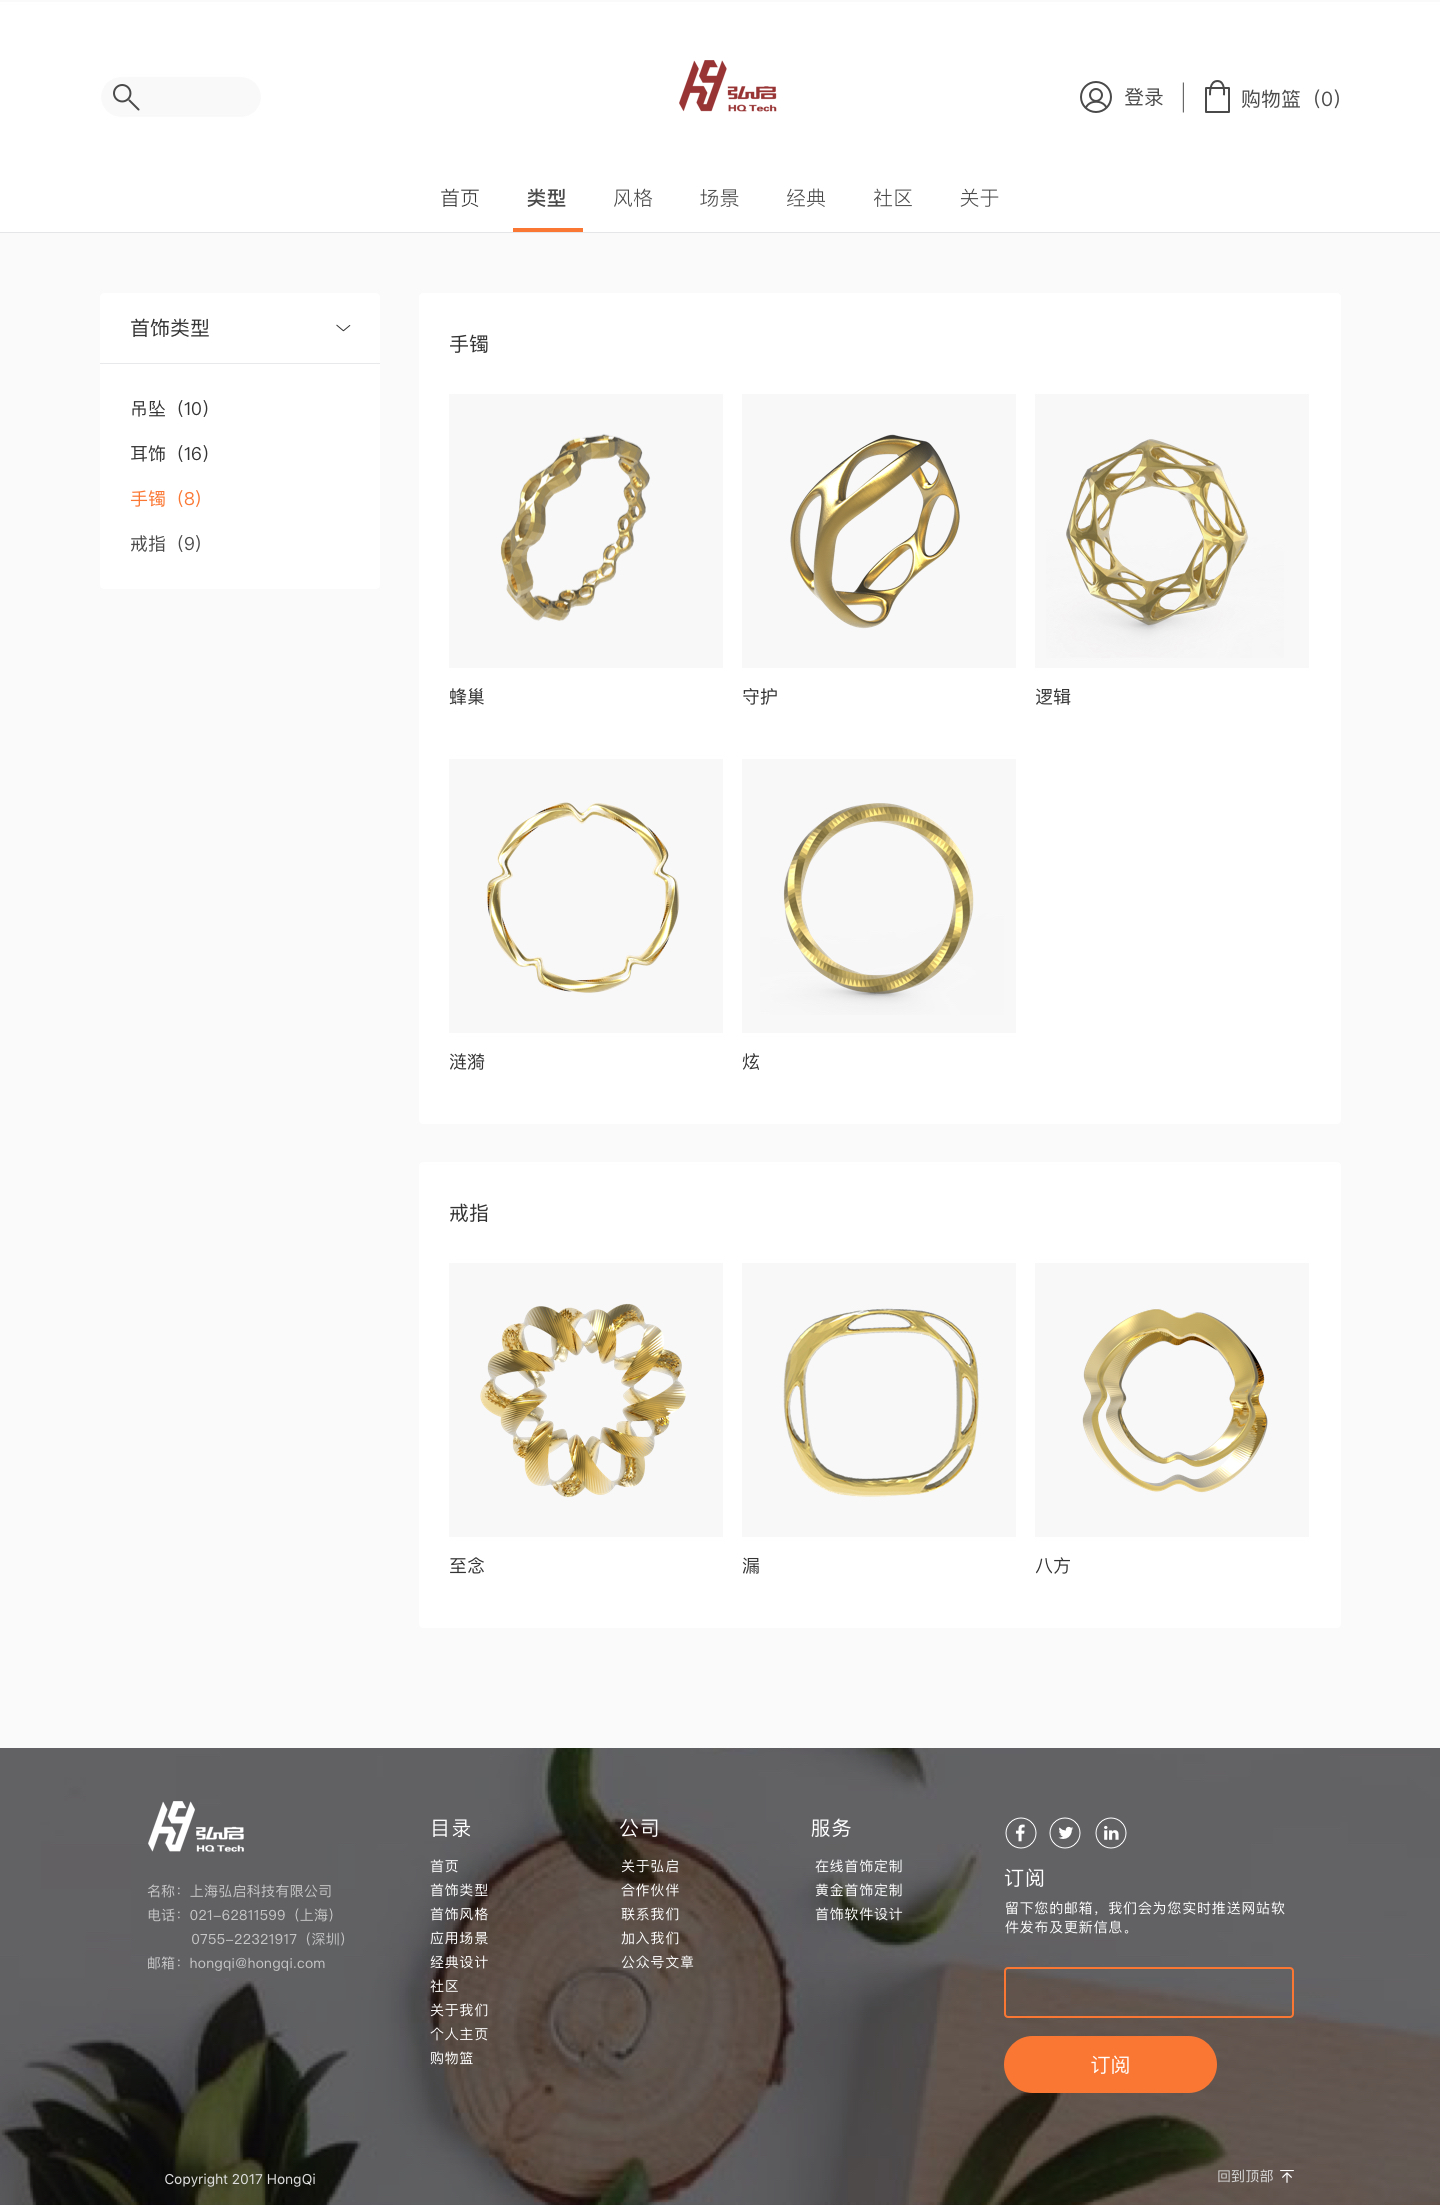 弘启
HQ Tech
登录
购物篮（0）
首页 类型 风格 场景 经典 社区 关于
首饰类型
吊坠（10）
耳饰（16）
手镯（8）
戒指（9）
手镯
蜂巢 守护 逻辑
涟漪 炫
戒指
至念 漏 八方
弘启
HQ Tech
名称：上海弘启科技有限公司
电话：021-62811599（上海）
0755-22321917（深圳）
邮箱：hongqi@hongqi.com
目录
首页
首饰类型
首饰风格
应用场景
经典设计
社区
关于我们
个人主页
购物篮
公司
关于弘启
合作伙伴
联系我们
加入我们
公众号文章
服务
在线首饰定制
黄金首饰定制
首饰软件设计
订阅
留下您的邮箱，我们会为您实时推送网站软
件发布及更新信息。
订阅
Copyright 2017 HongQi
回到顶部